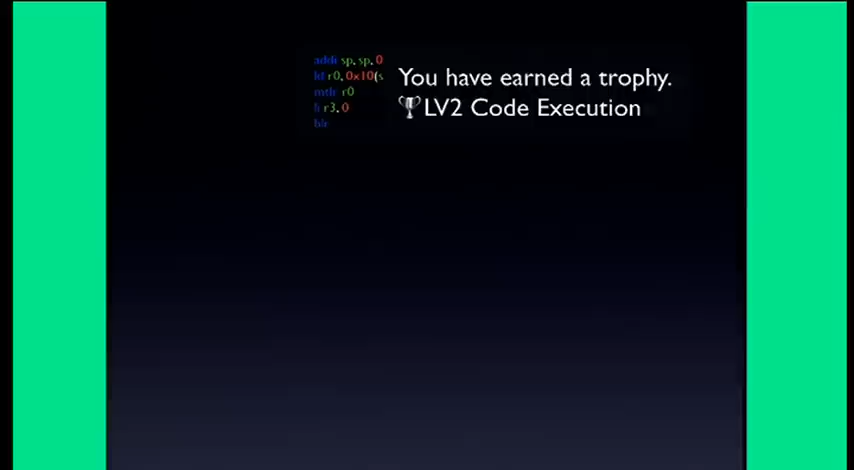 addi sp, sp, 0
ld r0, 0x10(s
mtlr r0
li r3, 0
blr
You have earned a trophy.
LV2 Code Execution